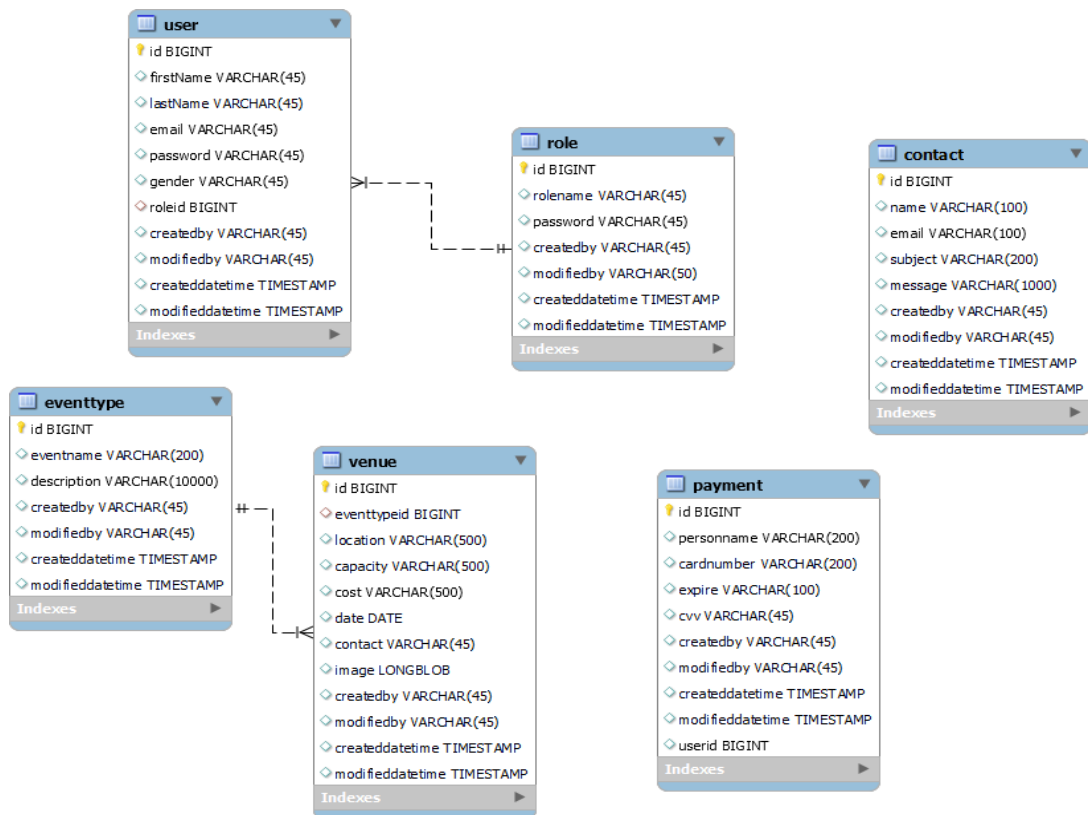 user
id BIGINT
firstName VARCHAR(45)
lastName VARCHAR(45)
email VARCHAR(45)
password VARCHAR(45)
gender VARCHAR(45)
roleid BIGINT
createdby VARCHAR(45)
modifiedby VARCHAR(45)
createddatetime TIMESTAMP
modifieddatetime TIMESTAMP
Indexes
role
id BIGINT
rolename VARCHAR(45)
password VARCHAR(45)
createdby VARCHAR(45)
modifiedby VARCHAR(50)
createddatetime TIMESTAMP
modifieddatetime TIMESTAMP
Indexes
contact
id BIGINT
name VARCHAR(100)
email VARCHAR(100)
subject VARCHAR(200)
message VARCHAR(1000)
createdby VARCHAR(45)
modifiedby VARCHAR(45)
createddatetime TIMESTAMP
modifieddatetime TIMESTAMP
Indexes
eventtype
id BIGINT
eventname VARCHAR(200)
description VARCHAR(10000)
createdby VARCHAR(45)
modifiedby VARCHAR(45)
createddatetime TIMESTAMP
modifieddatetime TIMESTAMP
Indexes
venue
id BIGINT
eventtypeid BIGINT
location VARCHAR(500)
capacity VARCHAR(500)
cost VARCHAR(500)
date DATE
contact VARCHAR(45)
image LONGBLOB
createdby VARCHAR(45)
modifiedby VARCHAR(45)
createddatetime TIMESTAMP
modifieddatetime TIMESTAMP
Indexes
payment
id BIGINT
personname VARCHAR(200)
cardnumber VARCHAR(200)
expire VARCHAR(100)
cvv VARCHAR(45)
createdby VARCHAR(45)
modifiedby VARCHAR(45)
createddatetime TIMESTAMP
modifieddatetime TIMESTAMP
userid BIGINT
Indexes